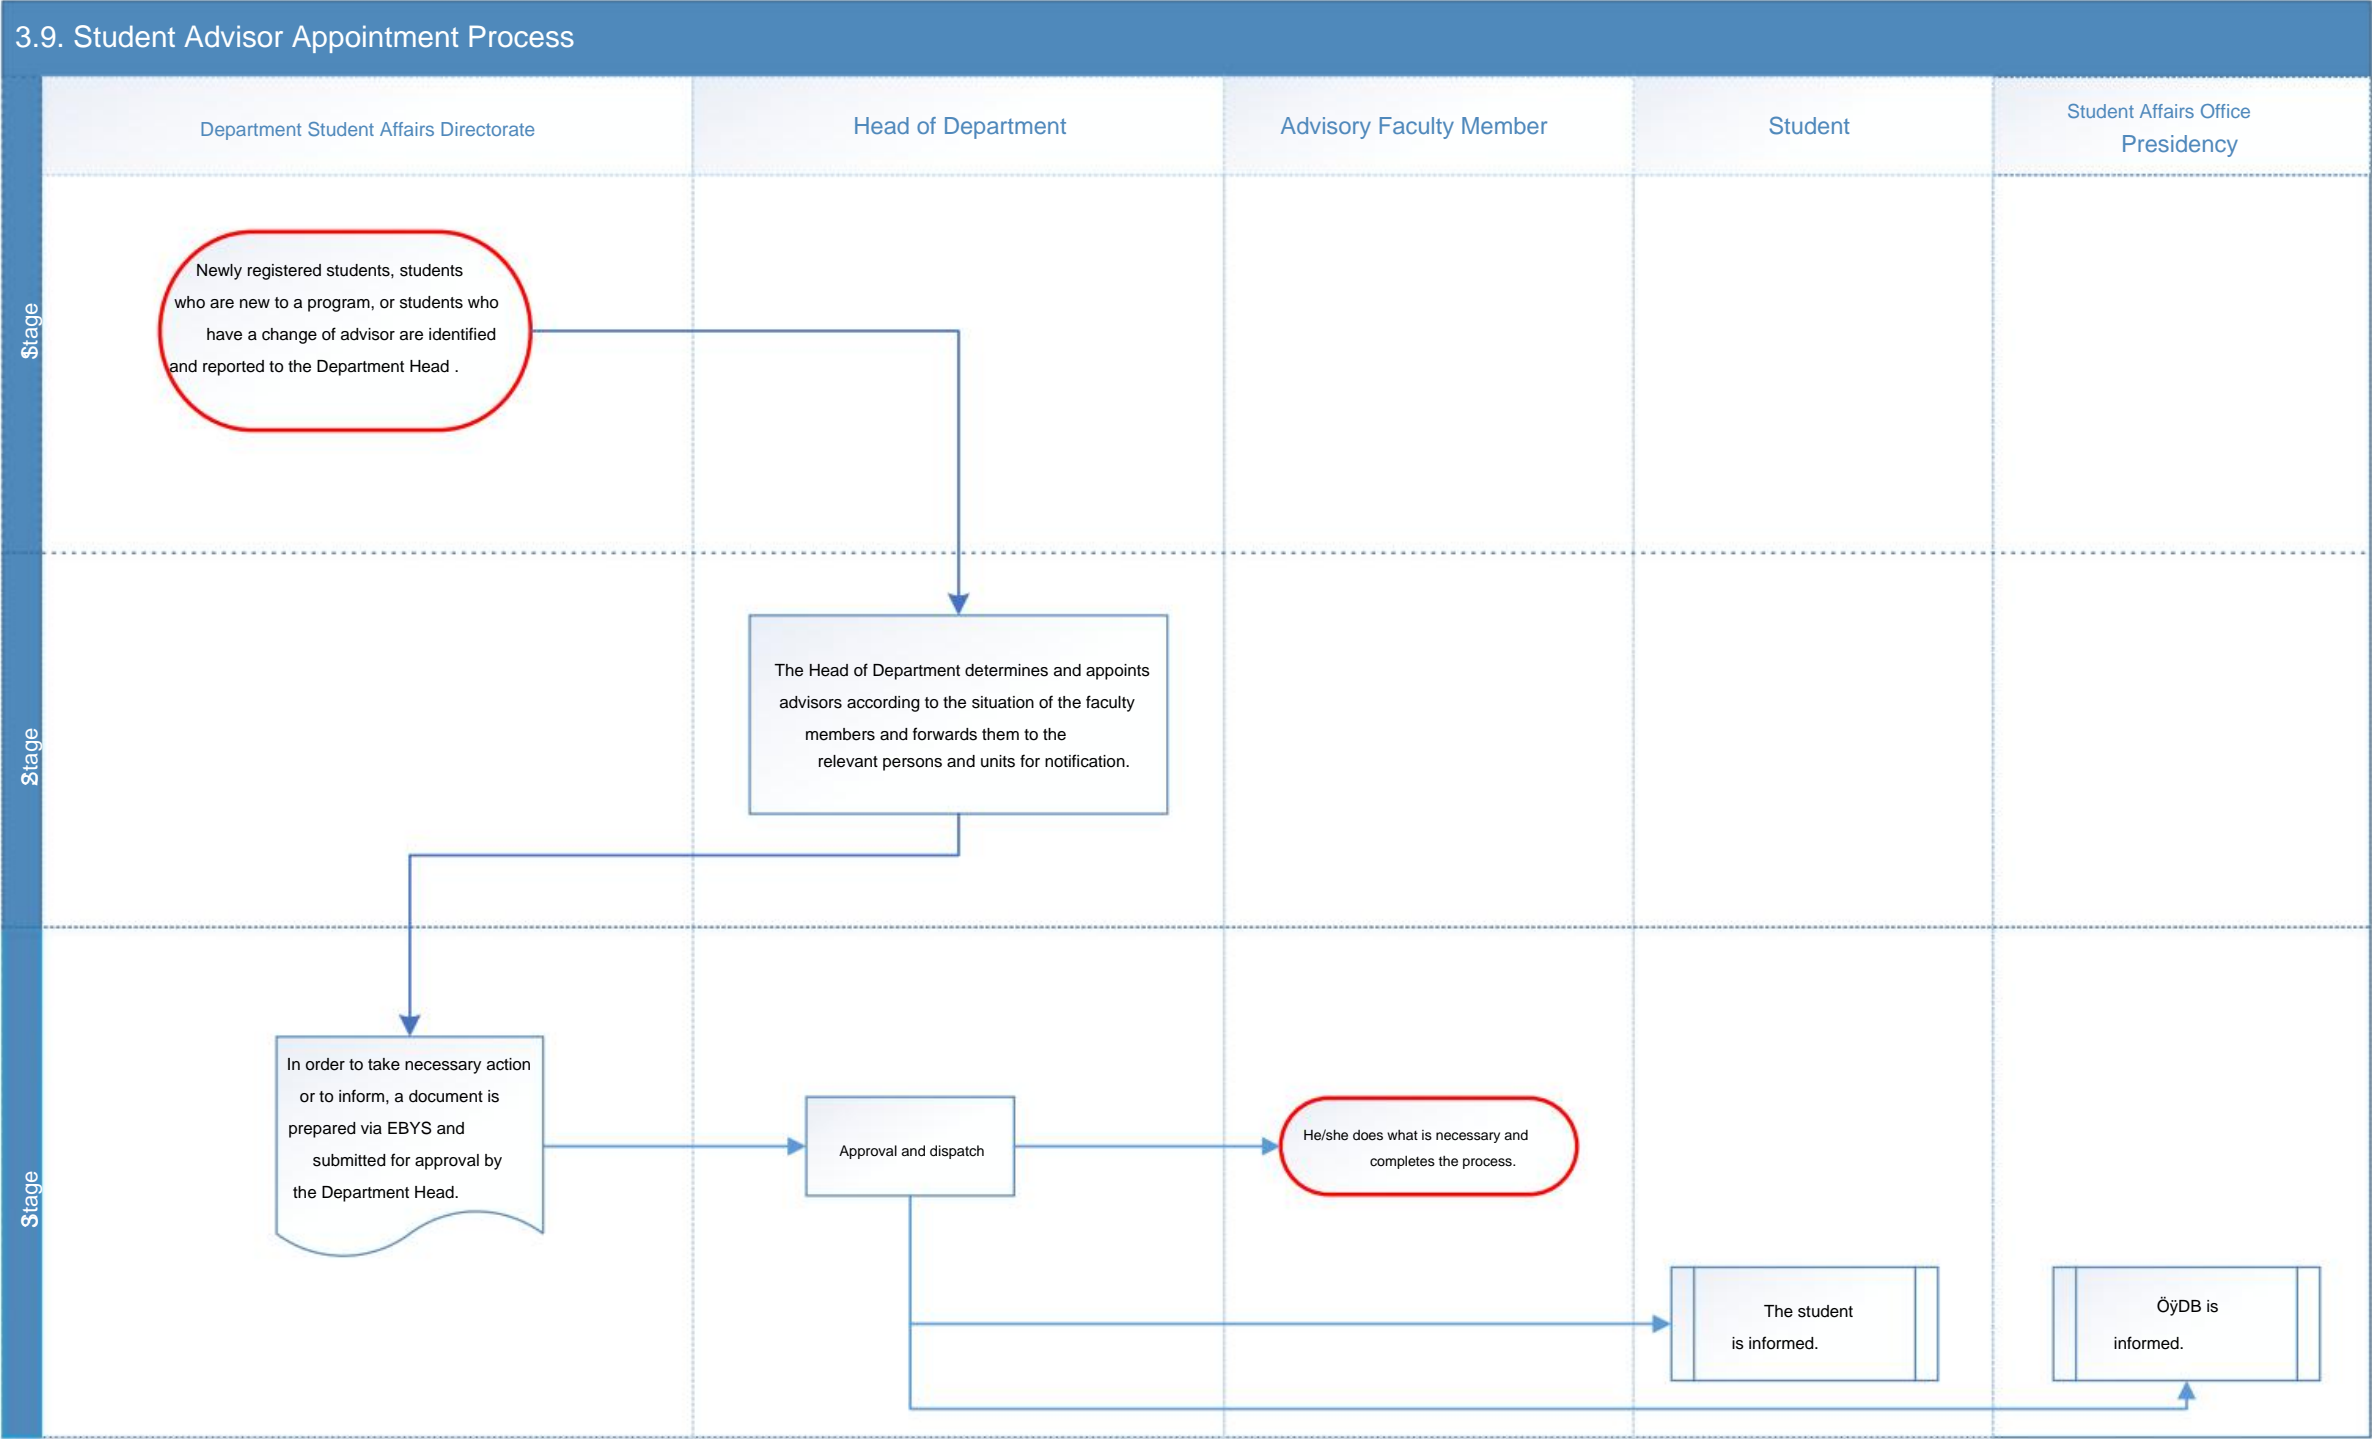 3.9. Student Advisor Appointment Process
Department Student Affairs Directorate
Head of Department
Advisory Faculty Member
Student
Student Affairs Office
Presidency
Stage
Newly registered students, students
who are new to a program, or students who
have a change of advisor are identified
and reported to the Department Head .
Stage
The Head of Department determines and appoints
advisors according to the situation of the faculty
members and forwards them to the
relevant persons and units for notification.
Stage
In order to take necessary action
or to inform, a document is
prepared via EBYS and
submitted for approval by
the Department Head.
Approval and dispatch
He/she does what is necessary and
completes the process.
The student
is informed.
ÖÿDB is
informed.